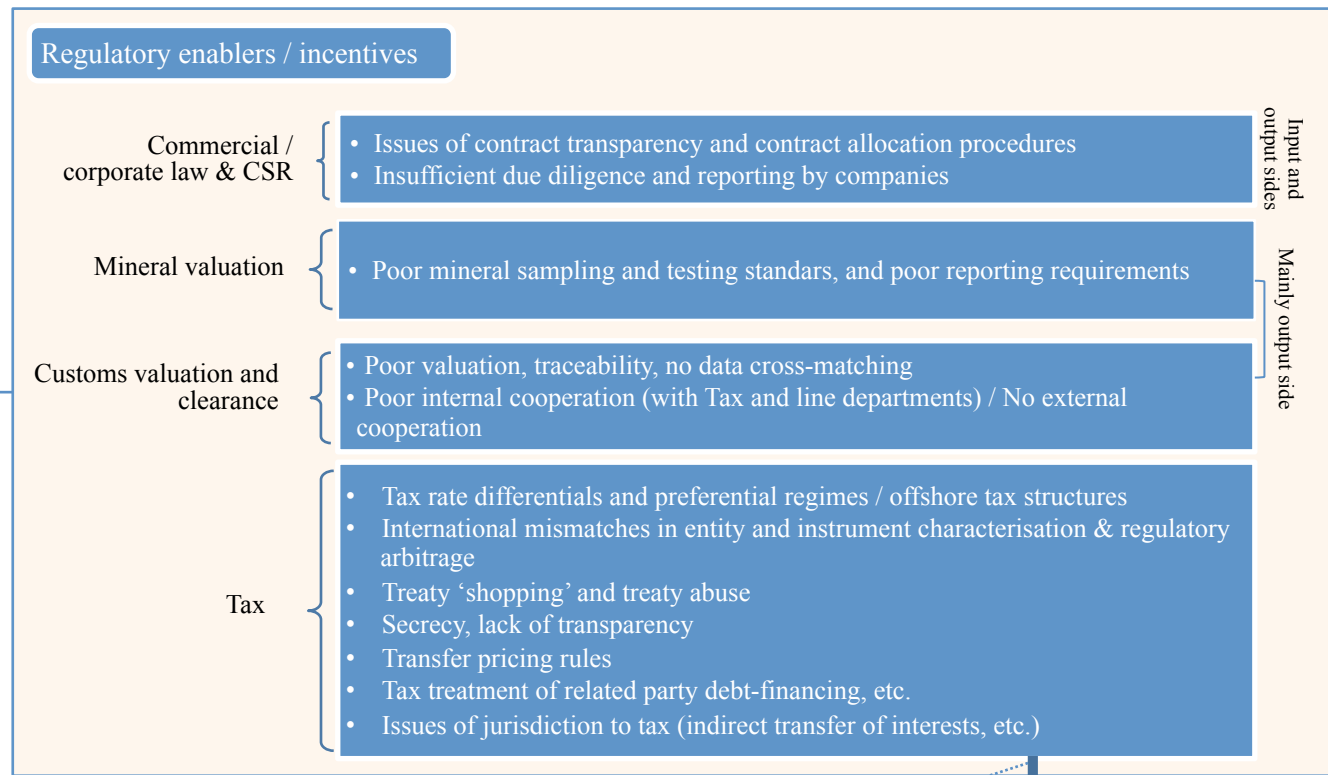 Regulatory enablers / incentives
Commercial /
corporate law & CSR
• Issues of contract transparency and contract allocation procedures
• Insufficient due diligence and reporting by companies
Input and
output sides
Mineral valuation
• Poor mineral sampling and testing standars, and poor reporting requirements
Mainly output side
Customs valuation and
clearance
• Poor valuation, traceability, no data cross-matching
• Poor internal cooperation (with Tax and line departments) / No external
cooperation
Tax
• Tax rate differentials and preferential regimes / offshore tax structures
• International mismatches in entity and instrument characterisation & regulatory
arbitrage
• Treaty ‘shopping’ and treaty abuse
• Secrecy, lack of transparency
• Transfer pricing rules
• Tax treatment of related party debt-financing, etc.
• Issues of jurisdiction to tax (indirect transfer of interests, etc.)